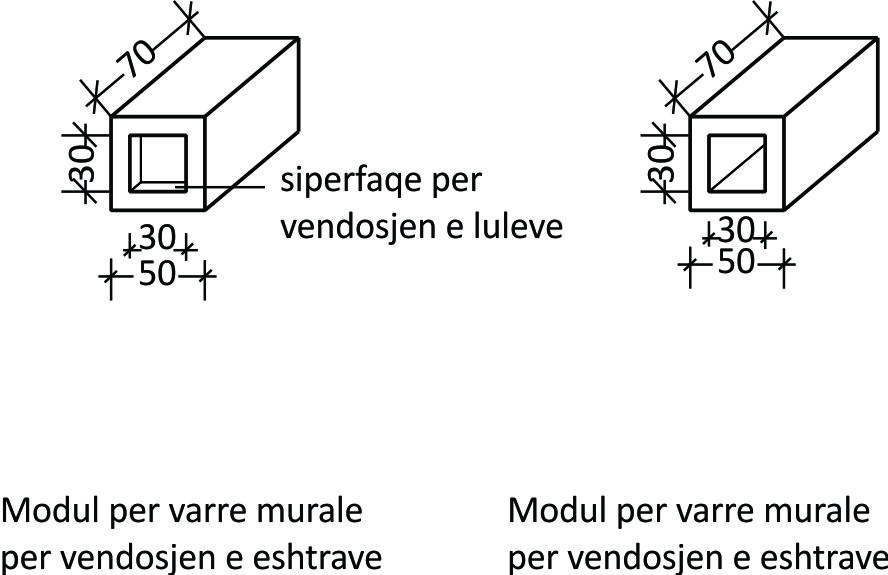 70
30
siperfaqe per
vendosjen e luleve
30
50
70
30
30
50
Modul per varre murale
per vendosjen e eshtrave
Modul per varre murale
per vendosjen e eshtrave